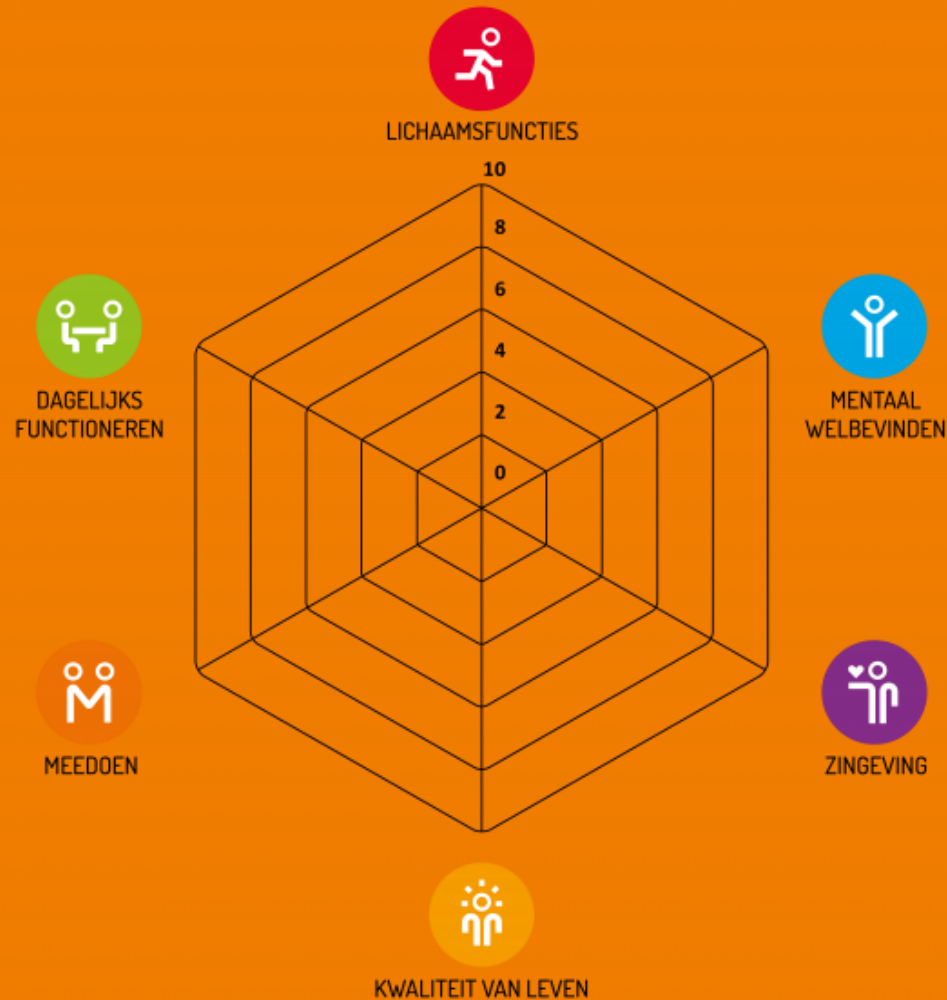 LICHAAMSFUNCTIES
10
8
6
4
2
0
DAGELIJKS
FUNCTIONEREN
MENTAAL
WELBEVINDEN
MEEDOEN
ZINGEVING
KWALITEIT VAN LEVEN